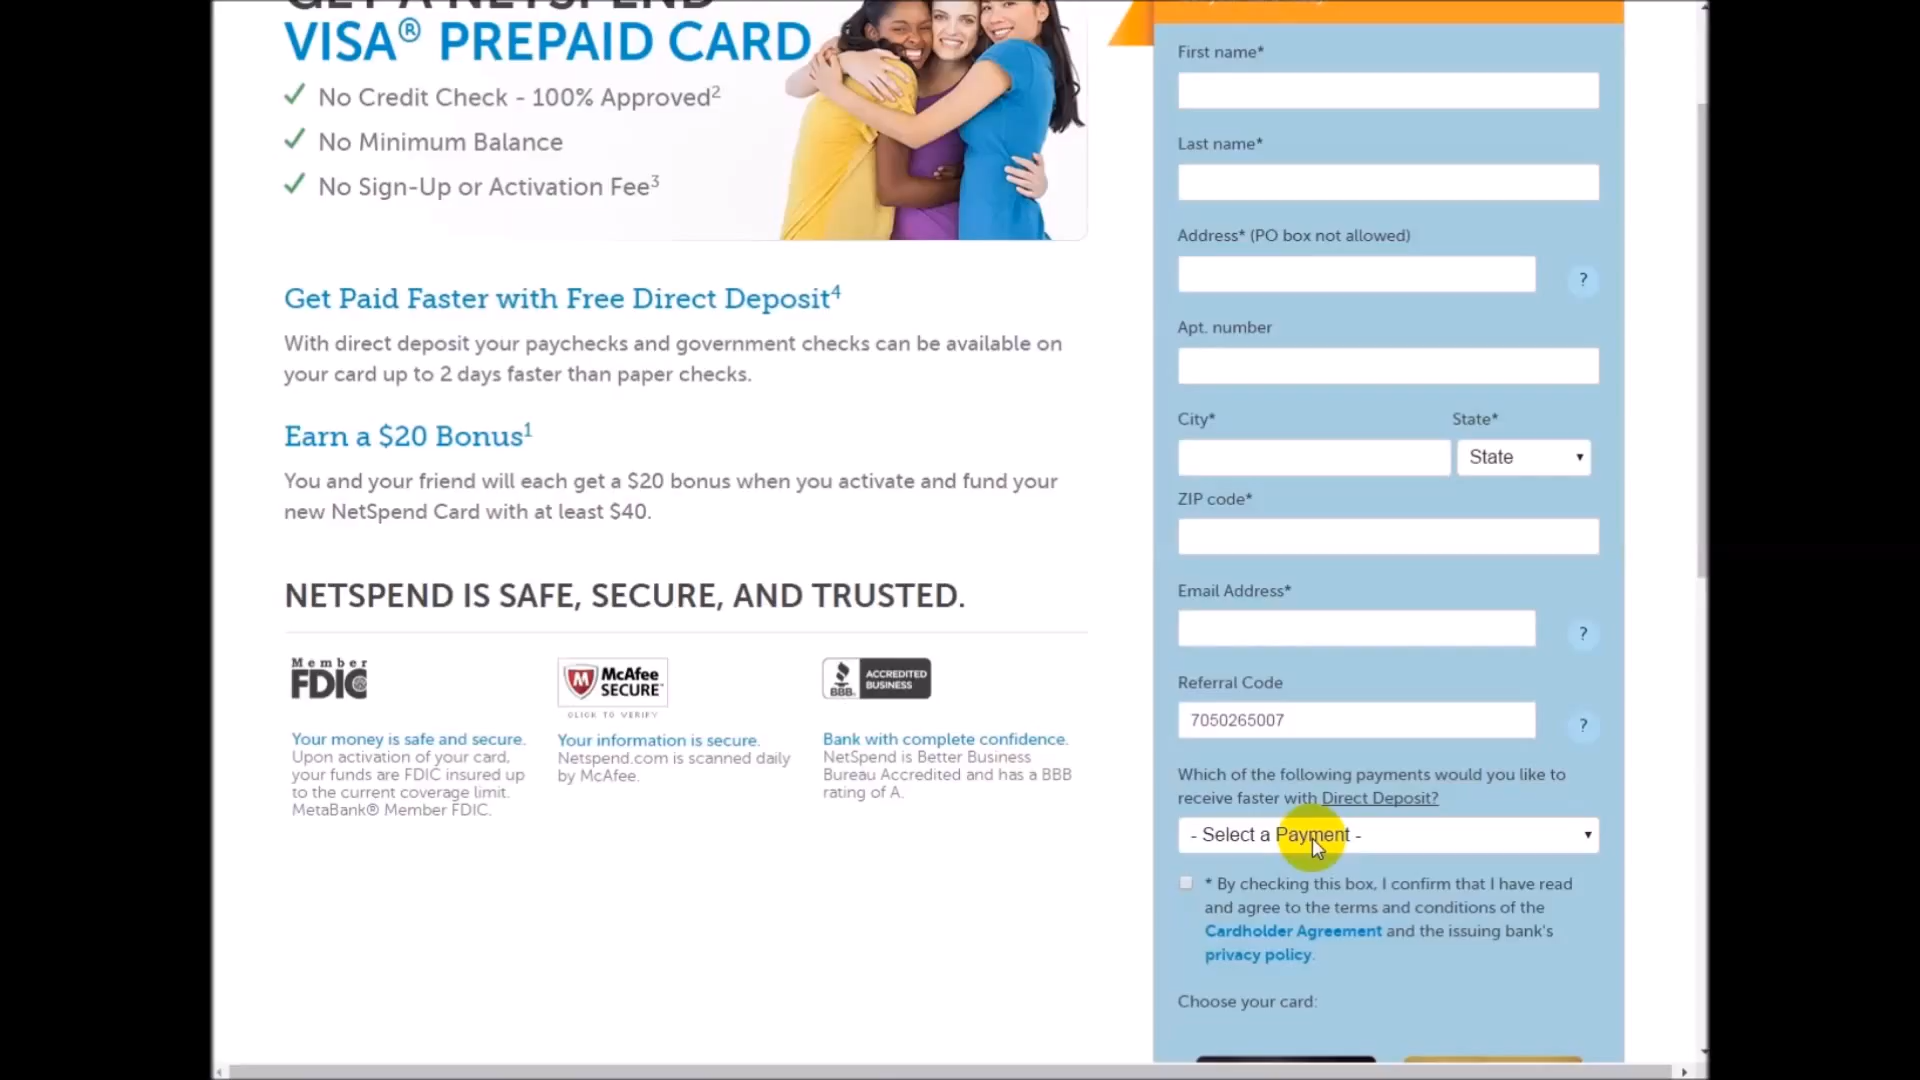 GET A NETSPEND
VISA® PREPAID CARD
No Credit Check - 100% Approved2
No Minimum Balance
No Sign-Up or Activation Fee3
Get Paid Faster with Free Direct Deposit4
With direct deposit your paychecks and government checks can be available on
your card up to 2 days faster than paper checks.
Earn a $20 Bonus1
You and your friend will each get a $20 bonus when you activate and fund your
new NetSpend Card with at least $40.
NETSPEND IS SAFE, SECURE, AND TRUSTED.
Member
FDIC
Your money is safe and secure.
Upon activation of your card,
your funds are FDIC insured up
to the current coverage limit.
MetaBank® Member FDIC.
McAfee
SECURE™
CLICK TO VERIFY
Your information is secure.
Netspend.com is scanned daily
by McAfee.
BBB.
ACCREDITED
BUSINESS
Bank with complete confidence.
NetSpend is Better Business
Bureau Accredited and has a BBB
rating of A.
First name*
Last name*
Address* (PO box not allowed)
?
Apt. number
City*
State*
State
ZIP code*
Email Address*
?
Referral Code
7050265007
?
Which of the following payments would you like to
receive faster with Direct Deposit?
- Select a Payment -
* By checking this box, I confirm that I have read
and agree to the terms and conditions of the
Cardholder Agreement and the issuing bank's
privacy policy.
Choose your card: